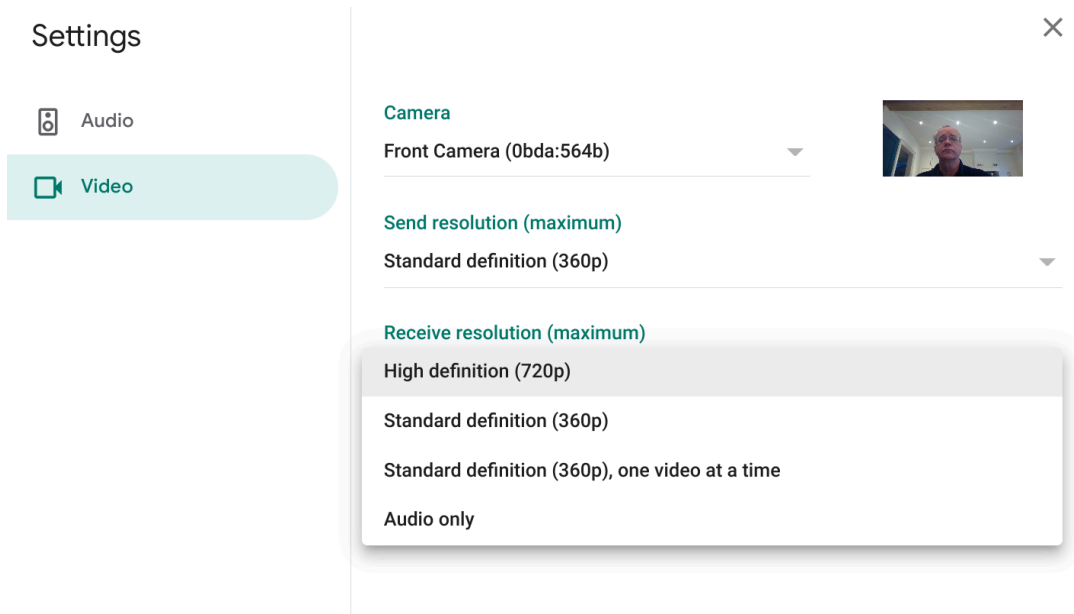 Settings
Audio
Video
Camera
Front Camera (0bda:564b)
Send resolution (maximum)
Standard definition (360p)
Receive resolution (maximum)
High definition (720p)
Standard definition (360p)
Standard definition (360p), one video at a time
Audio only